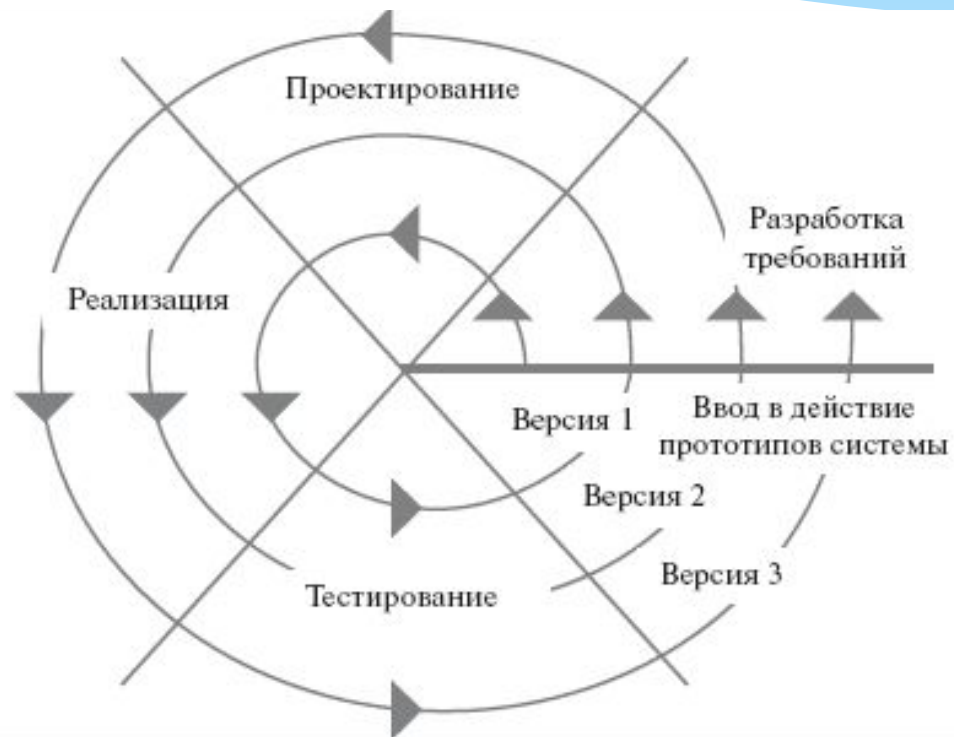 Проектирование
Разработка
требований
Реализация
Версия 1
Ввод в действие
прототипов системы
Версия 2
Версия 3
Тестирование